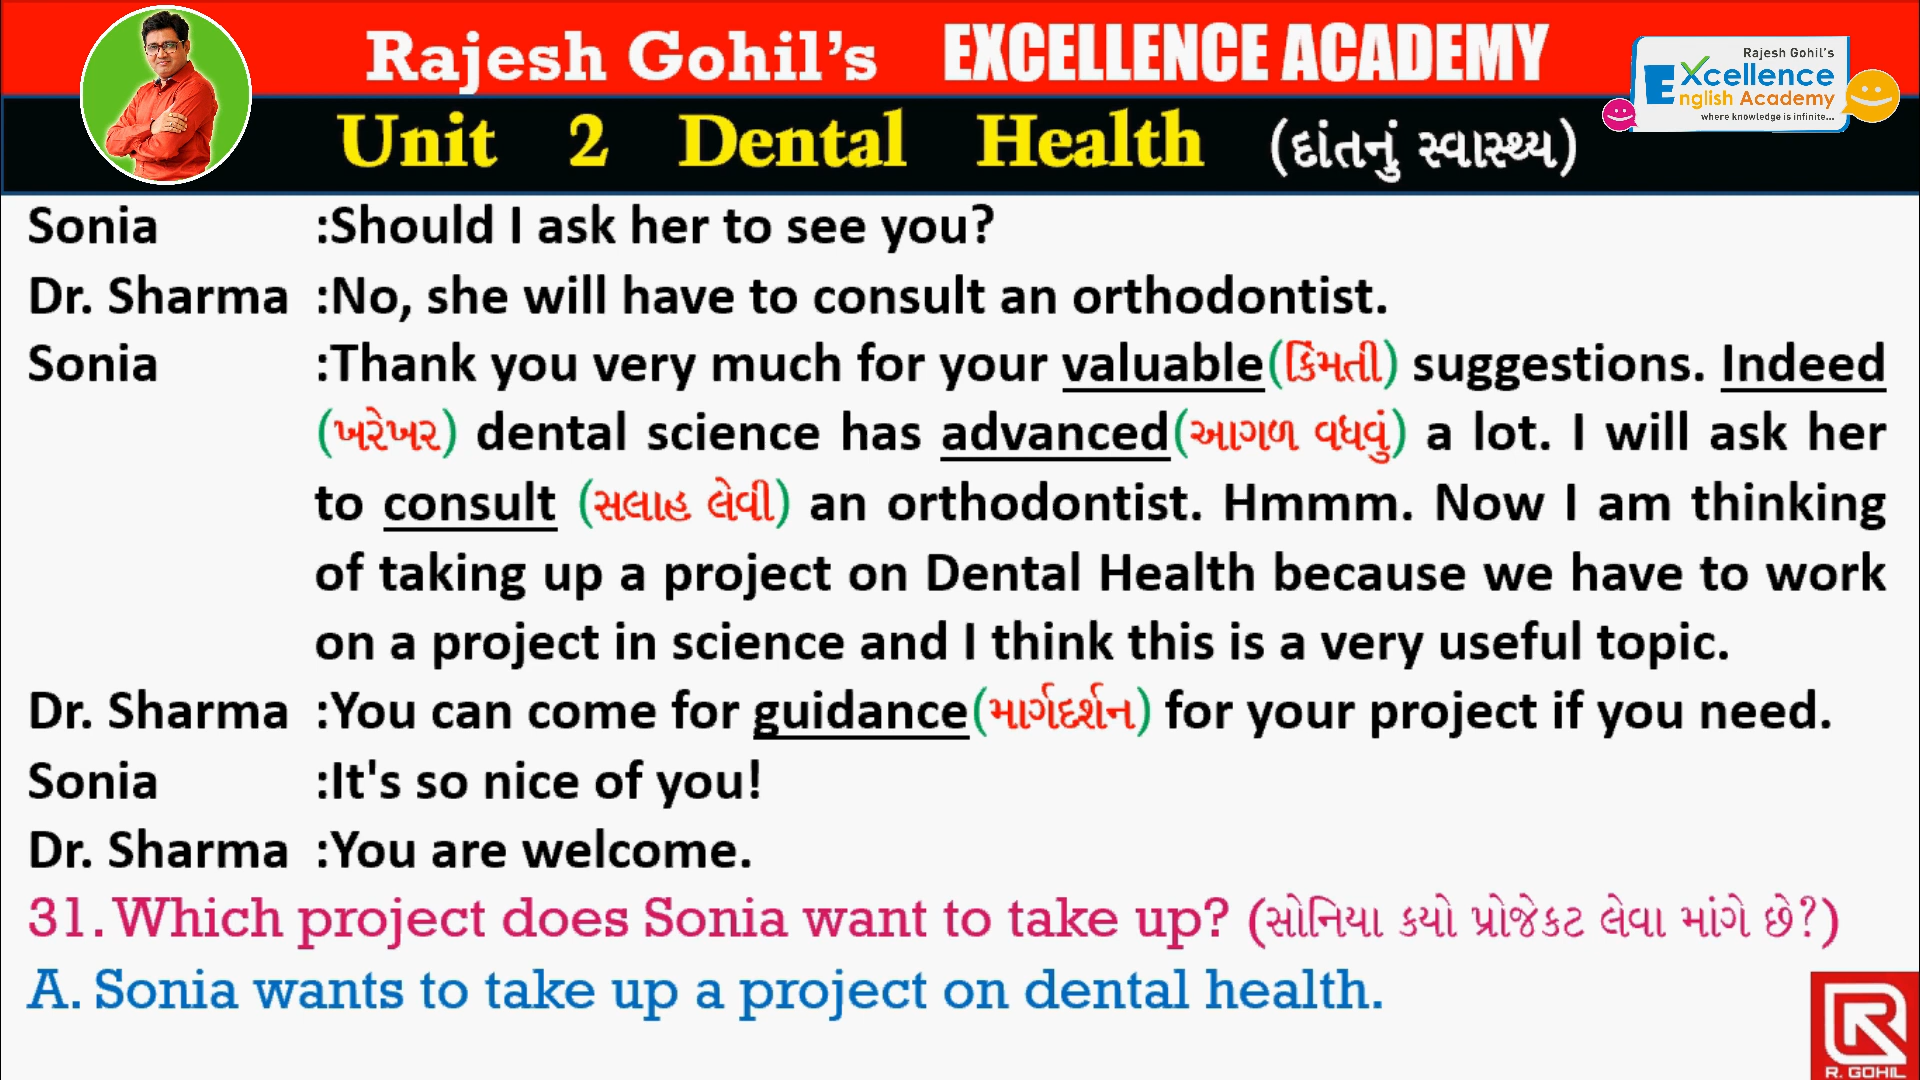 Rajesh Gohil's EXCELLENCE ACADEMY
Rajesh Gohil's
Excellence
English Academy
where knowledge is infinite...
Unit 2 Dental Health (દાંતનું સ્વાસ્થ્ય)
Sonia :Should I ask her to see you?
Dr. Sharma :No, she will have to consult an orthodontist.
Sonia :Thank you very much for your valuable(કિંમતી) suggestions. Indeed
(ખરેખર) dental science has advanced(આગળ વધવું) a lot. I will ask her
to consult (સલાહ લેવી) an orthodontist. Hmmm. Now I am thinking
of taking up a project on Dental Health because we have to work
on a project in science and I think this is a very useful topic.
Dr. Sharma :You can come for guidance(માર્ગદર્શન) for your project if you need.
Sonia :It's so nice of you!
Dr. Sharma :You are welcome.
31. Which project does Sonia want to take up? (સોનિયા કયો પ્રોજેકટ લેવા માંગે છે?)
A. Sonia wants to take up a project on dental health.
R. GOHIL